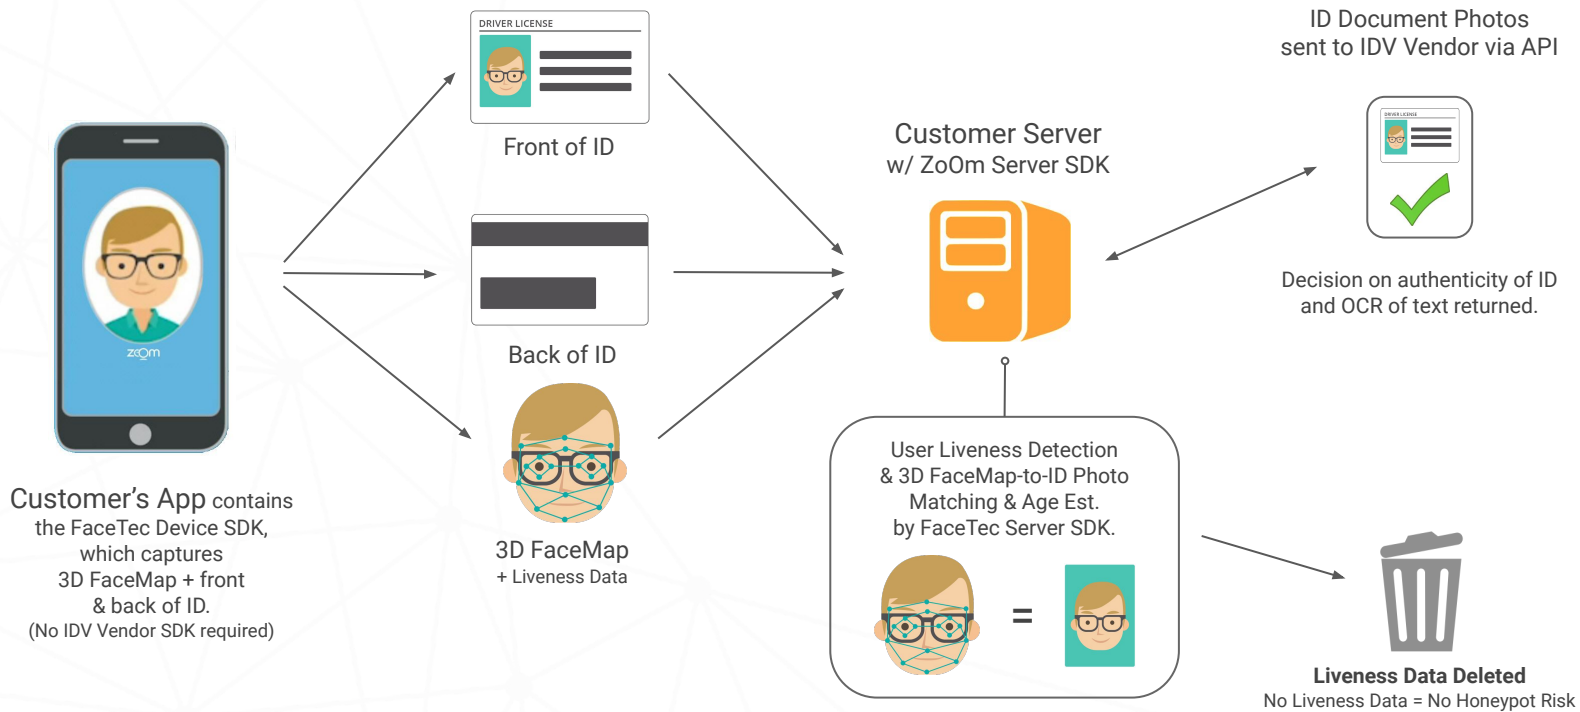 zoOm
Customer's App contains
the FaceTec Device SDK,
which captures
3D FaceMap + front
& back of ID.
(No IDV Vendor SDK required)
DRIVER LICENSE
Front of ID
Back of ID
3D FaceMap
+ Liveness Data
Customer Server
w/ ZoOm Server SDK
User Liveness Detection
& 3D FaceMap-to-ID Photo
Matching & Age Est.
by FaceTec Server SDK.
=
ID Document Photos
sent to IDV Vendor via API
DRIVER LICENSE
Decision on authenticity of ID
and OCR of text returned.
Liveness Data Deleted
No Liveness Data = No Honeypot Risk